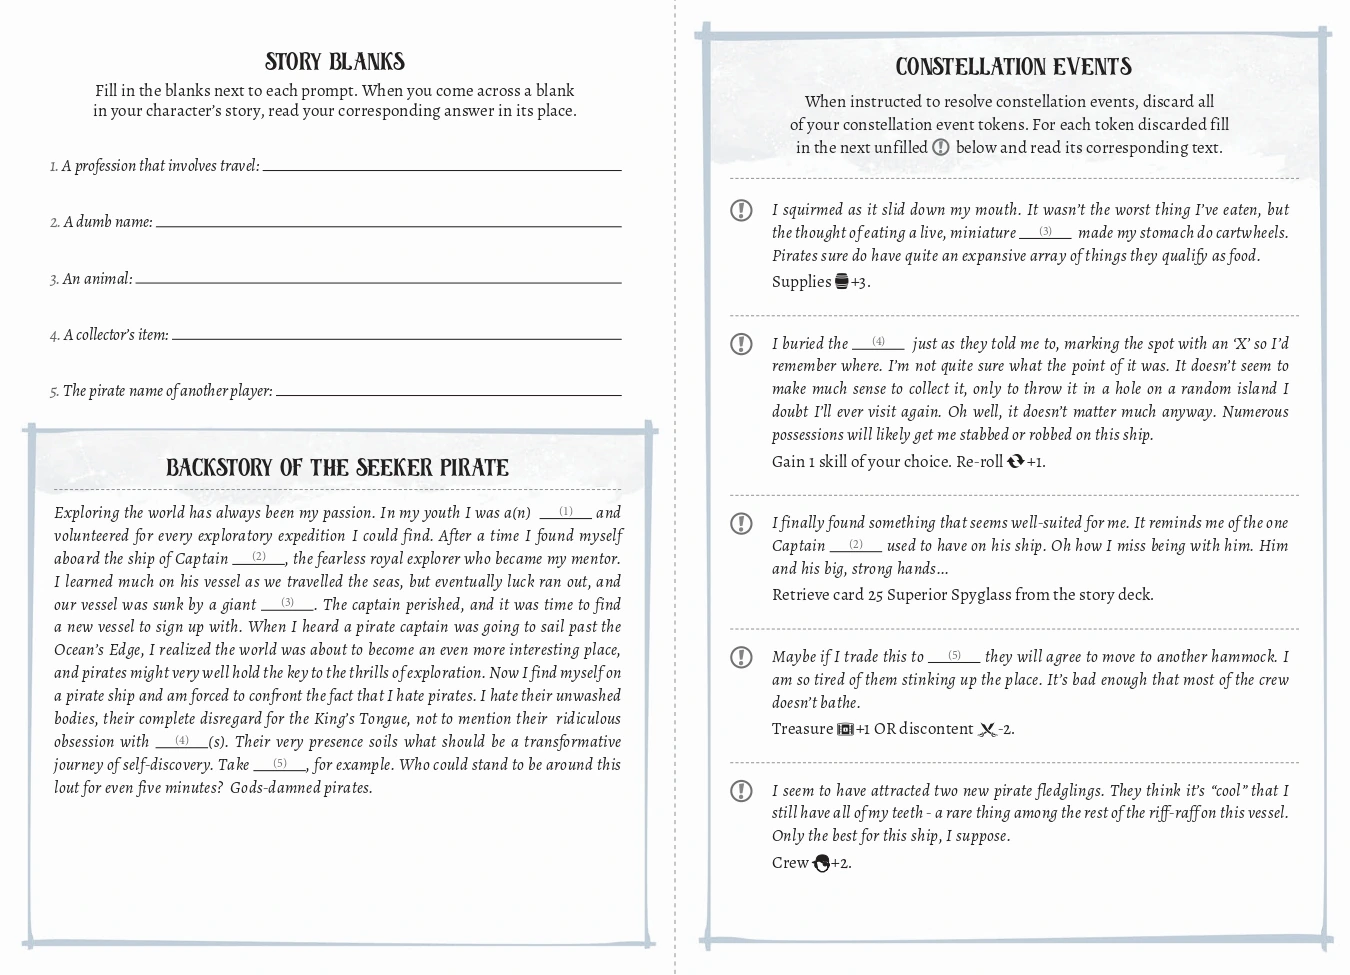 STORY BLANKS
Fill in the blanks next to each prompt. When you come across a blank
in your character's story, read your corresponding answer in its place.
1. A profession that involves travel:
2. A dumb name:
3. An animal:
4. A collector's item:
5. The pirate name of another player:
BACKSTORY OF THE SEEKER PIRATE
Exploring the world has always been my passion. In my youth I was a(n) (1) and
volunteered for every exploratory expedition I could find. After a time I found myself
aboard the ship of Captain (2), the fearless royal explorer who became my mentor.
I learned much on his vessel as we travelled the seas, but eventually luck ran out, and
our vessel was sunk by a giant (3). The captain perished, and it was time to find
a new vessel to sign up with. When I heard a pirate captain was going to sail past the
Ocean's Edge, I realized the world was about to become an even more interesting place,
and pirates might very well hold the key to the thrills of exploration. Now I find myself on
a pirate ship and am forced to confront the fact that I hate pirates. I hate their unwashed
bodies, their complete disregard for the King's Tongue, not to mention their ridiculous
obsession with (4)(s). Their very presence soils what should be a transformative
journey of self-discovery. Take (5), for example. Who could stand to be around this
lout for even five minutes? Gods-damned pirates.
CONSTELLATION EVENTS
When instructed to resolve constellation events, discard all
of your constellation event tokens. For each token discarded fill
in the next unfilled ! below and read its corresponding text.
! I squirmed as it slid down my mouth. It wasn't the worst thing I've eaten, but
the thought of eating a live, miniature (3) made my stomach do cartwheels.
Pirates sure do have quite an expansive array of things they qualify as food.
Supplies +3.
! I buried the (4) just as they told me to, marking the spot with an 'X' so I'd
remember where. I'm not quite sure what the point of it was. It doesn't seem to
make much sense to collect it, only to throw it in a hole on a random island I
doubt I'll ever visit again. Oh well, it doesn't matter much anyway. Numerous
possessions will likely get me stabbed or robbed on this ship.
Gain 1 skill of your choice. Re-roll +1.
! I finally found something that seems well-suited for me. It reminds me of the one
Captain (2) used to have on his ship. Oh how I miss being with him. Him
and his big, strong hands...
Retrieve card 25 Superior Spyglass from the story deck.
! Maybe if I trade this to (5) they will agree to move to another hammock. I
am so tired of them stinking up the place. It's bad enough that most of the crew
doesn't bathe.
Treasure +1 OR discontent -2.
! I seem to have attracted two new pirate fledglings. They think it's "cool" that I
still have all of my teeth - a rare thing among the rest of the riff-raff on this vessel.
Only the best for this ship, I suppose.
Crew +2.